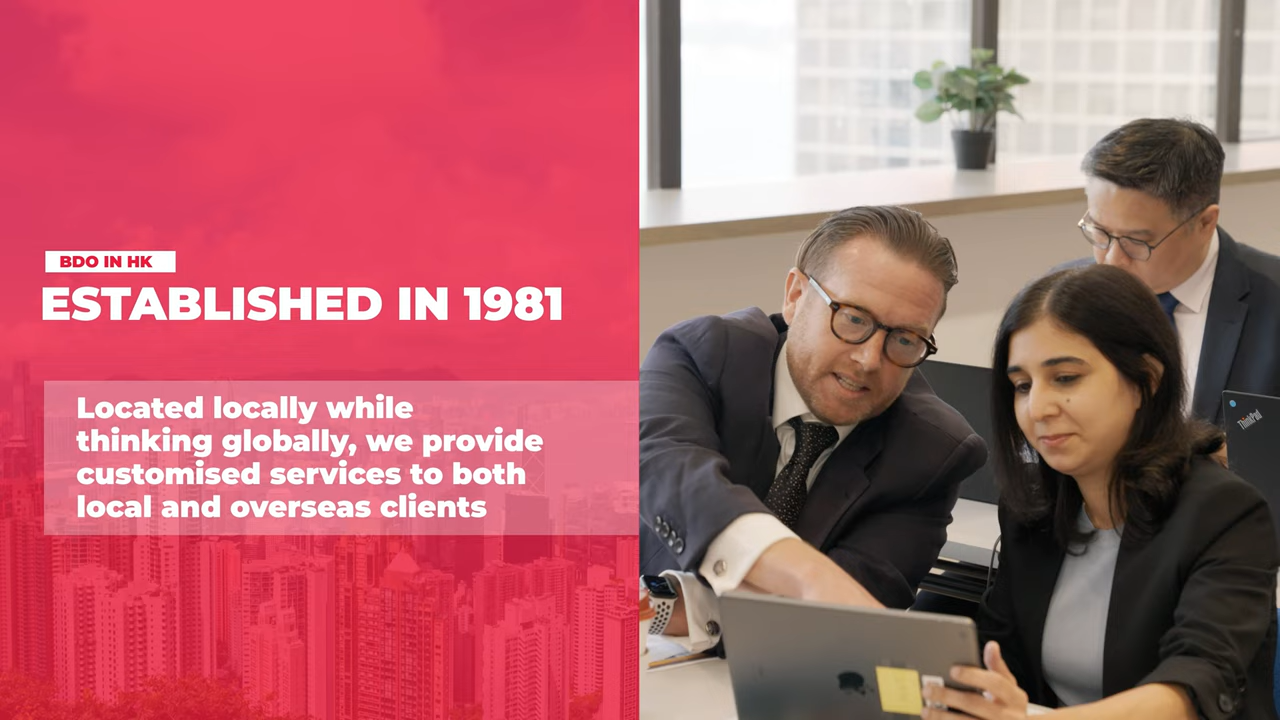 BDO IN HK
ESTABLISHED IN 1981
Located locally while
thinking globally, we provide
customised services to both
local and overseas clients
ThinkPad